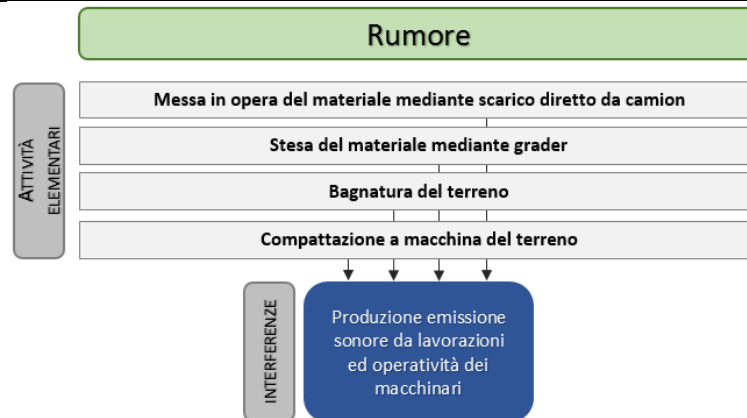 Rumore
ATTIVITÀ
ELEMENTARI
Messa in opera del materiale mediante scarico diretto da camion
Stesa del materiale mediante grader
Bagnatura del terreno
Compattazione a macchina del terreno
INTERFERENZE
Produzione emissione
sonore da lavorazioni
ed operatività dei
macchinari